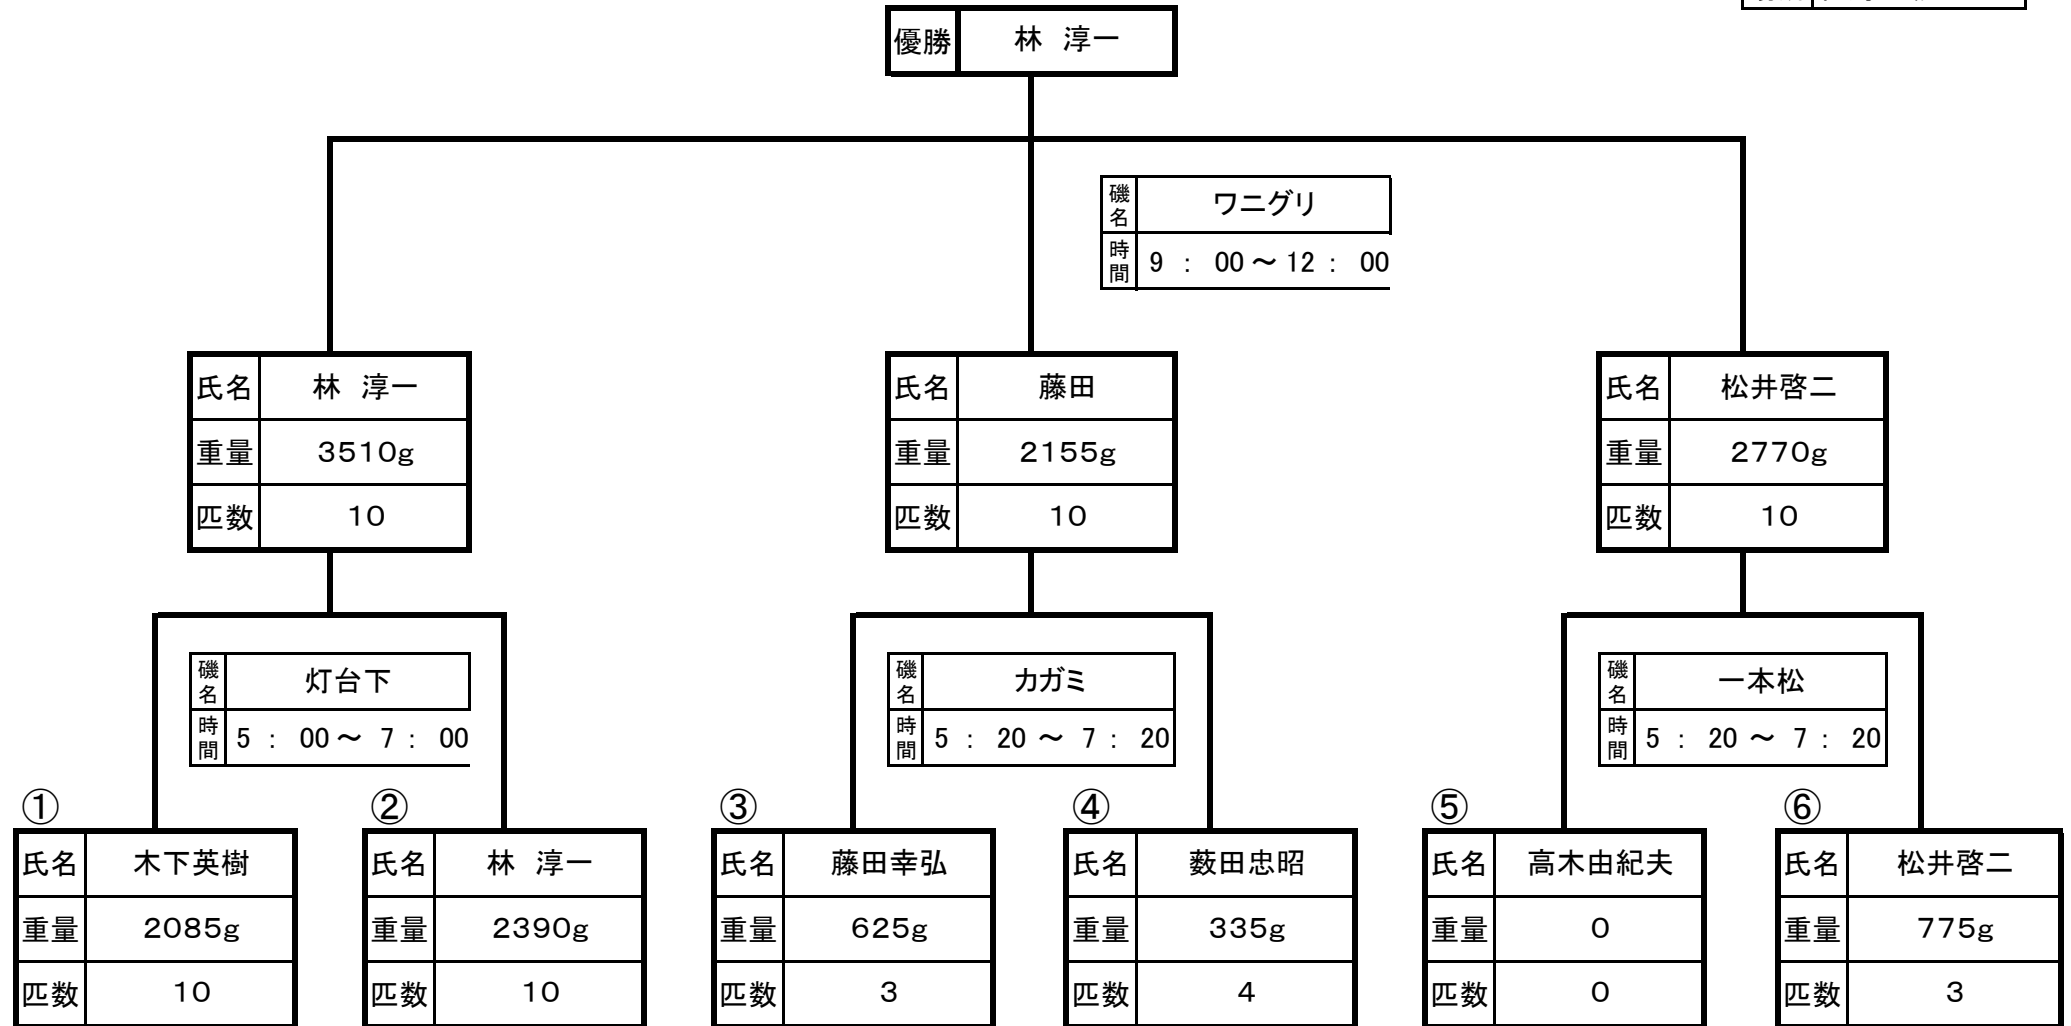 優勝 林 淳一
磯名 ワニグリ
時間 9 : 00 ～ 12 : 00
氏名 林 淳一
重量 3510g
匹数 10
氏名 藤田
重量 2155g
匹数 10
氏名 松井啓二
重量 2770g
匹数 10
磯名 灯台下
時間 5 : 00 ～ 7 : 00
磯名 カガミ
時間 5 : 20 ～ 7 : 20
磯名 一本松
時間 5 : 20 ～ 7 : 20
①
氏名 木下英樹
重量 2085g
匹数 10
②
氏名 林 淳一
重量 2390g
匹数 10
③
氏名 藤田幸弘
重量 625g
匹数 3
④
氏名 薮田忠昭
重量 335g
匹数 4
⑤
氏名 高木由紀夫
重量 0
匹数 0
⑥
氏名 松井啓二
重量 775g
匹数 3